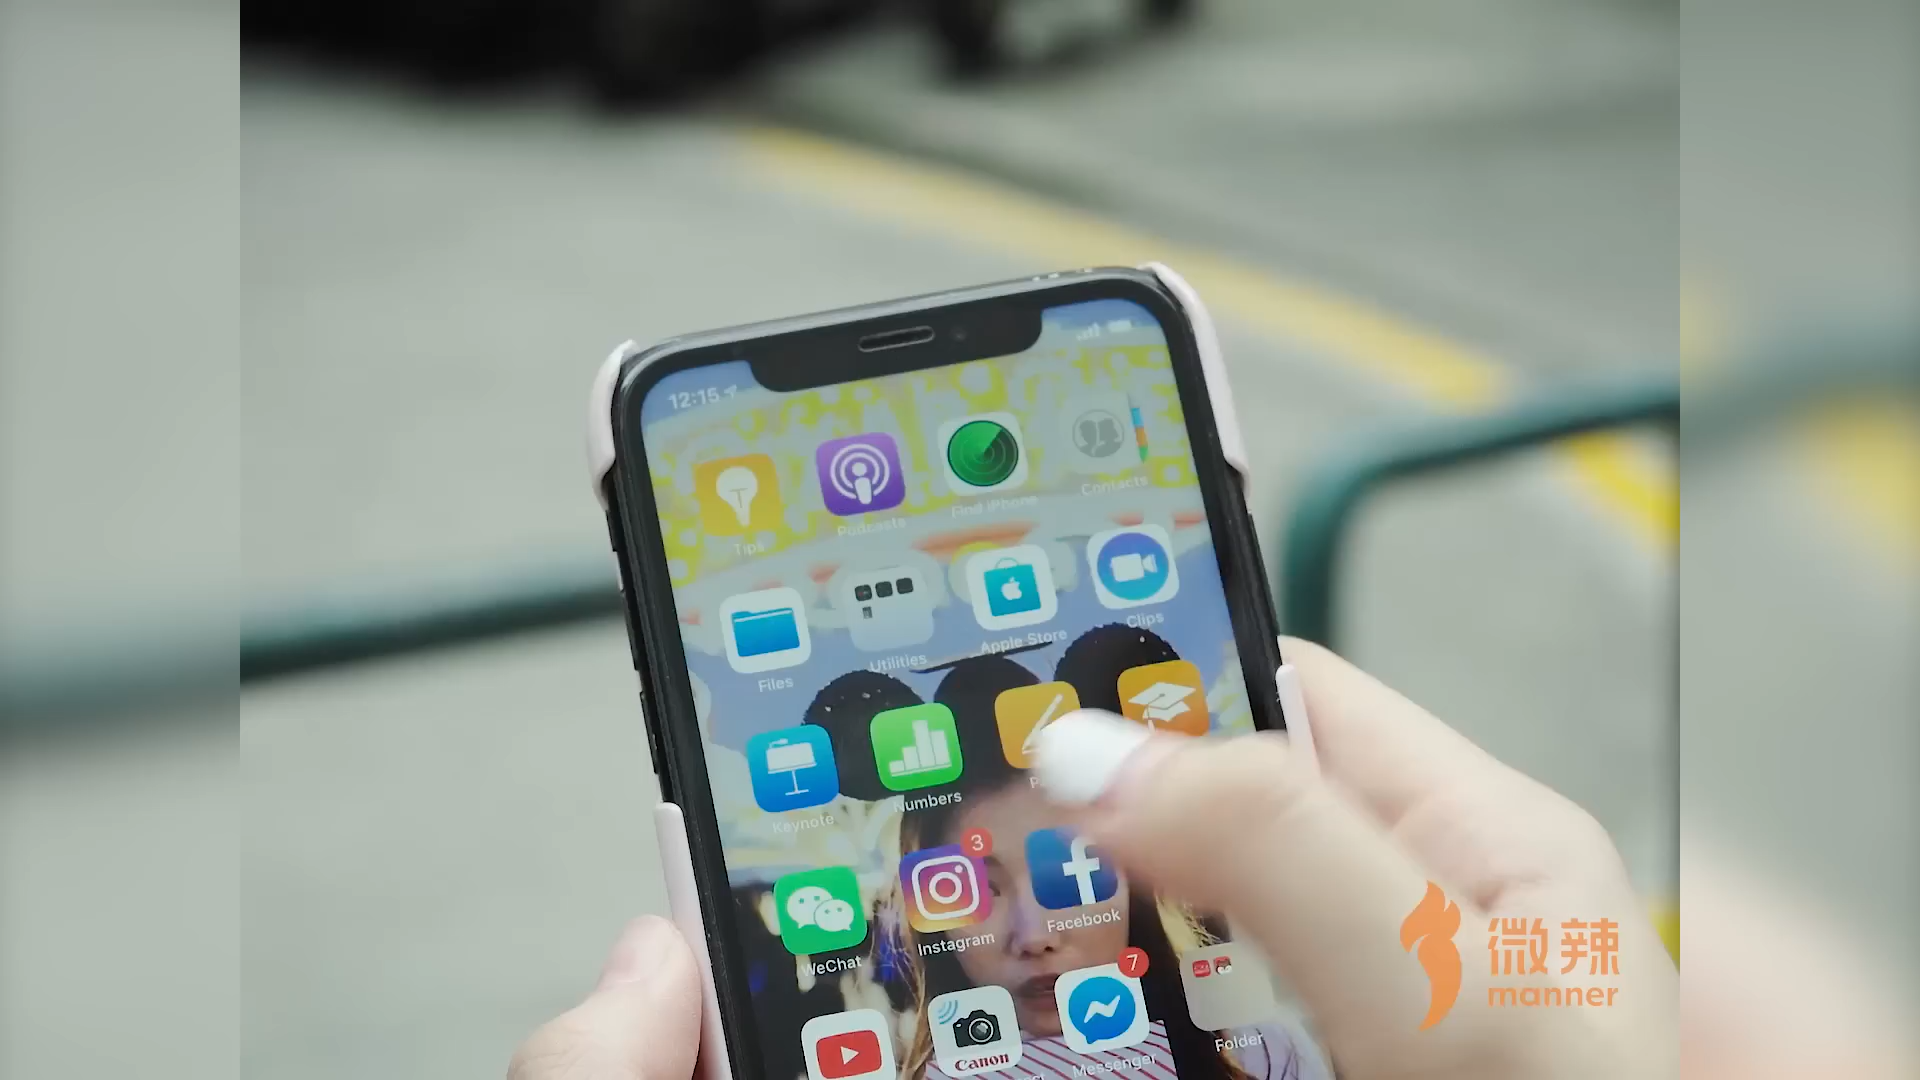 12:15
Tips
Podcasts
Find iPhone
Contacts
Files
Utilities
Apple Store
Clips
Keynote
Numbers
WeChat
Instagram
3
Facebook
Canon
7
Messenger
Folder
微辣
manner